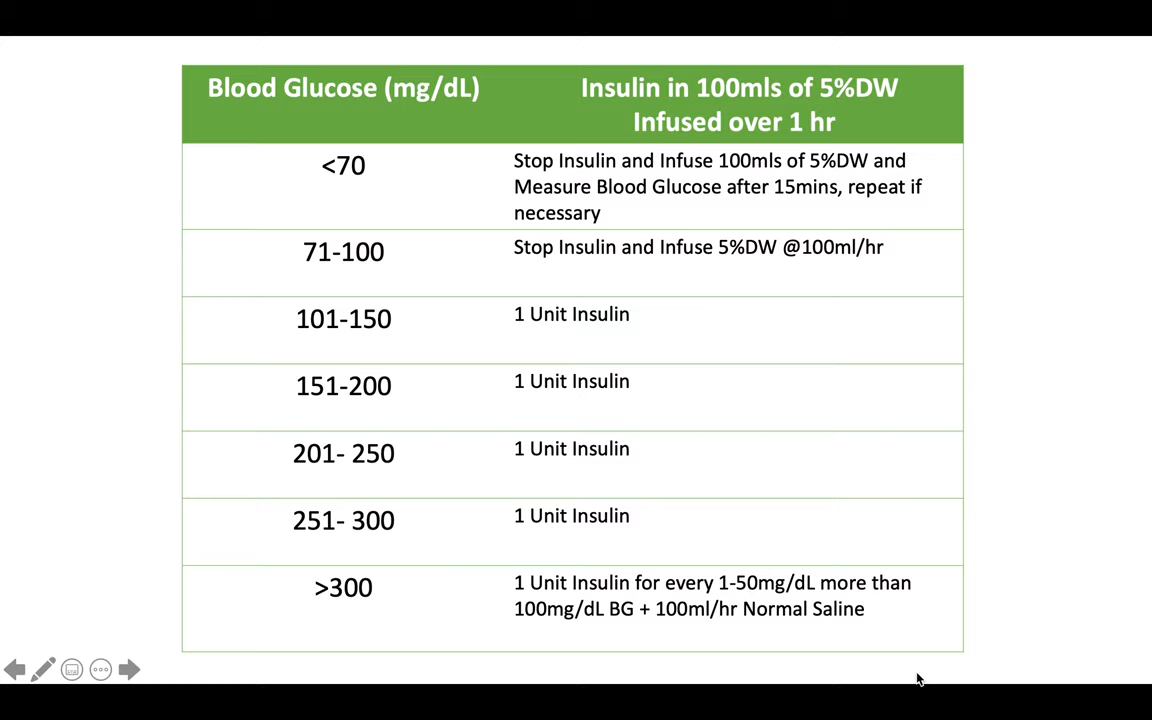 Blood Glucose (mg/dL)
Insulin in 100mls of 5%DW
Infused over 1 hr
<70
Stop Insulin and Infuse 100mls of 5%DW and
Measure Blood Glucose after 15mins, repeat if
necessary
71-100
Stop Insulin and Infuse 5%DW @100ml/hr
101-150
1 Unit Insulin
151-200
1 Unit Insulin
201- 250
1 Unit Insulin
251- 300
1 Unit Insulin
>300
1 Unit Insulin for every 1-50mg/dL more than
100mg/dL BG + 100ml/hr Normal Saline